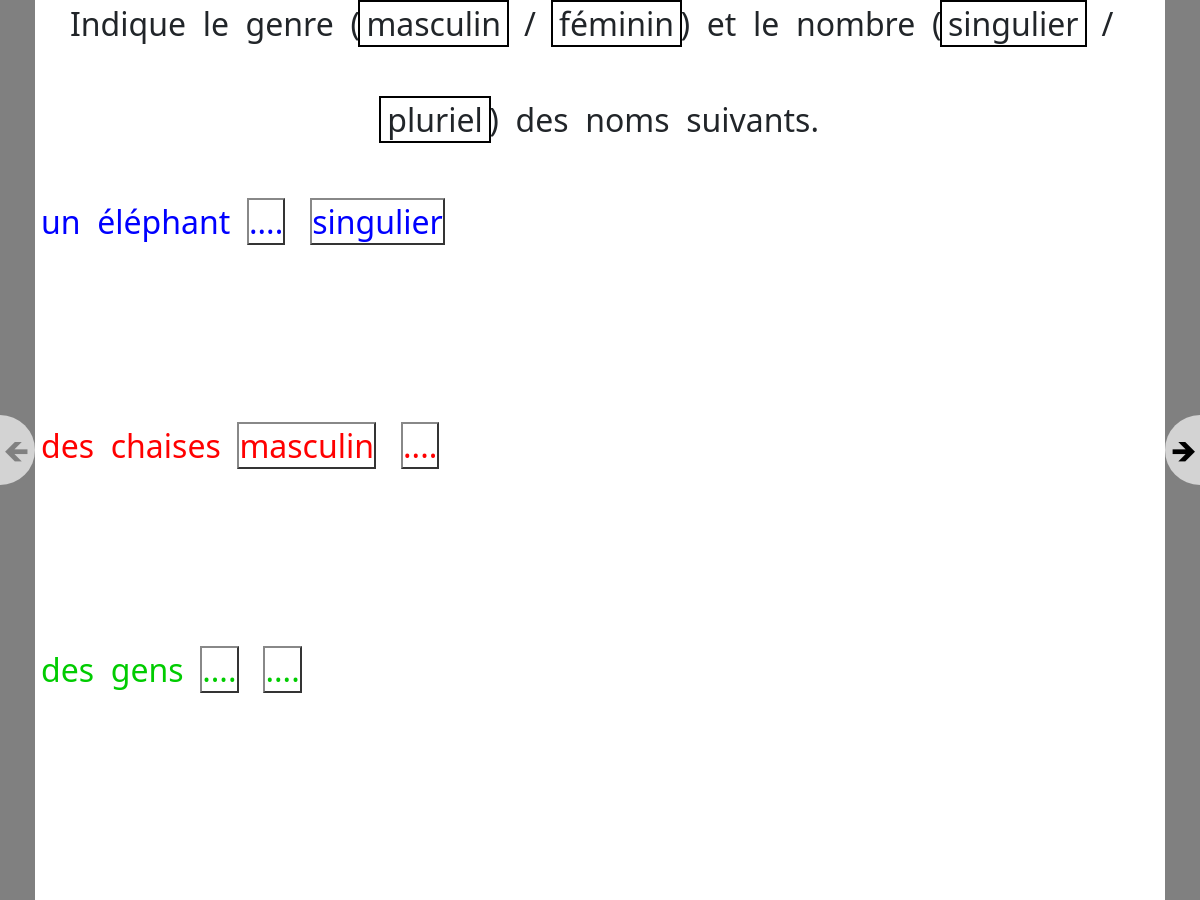 Indique le genre (masculin / féminin) et le nombre (singulier /
pluriel) des noms suivants.
un éléphant .... singulier
des chaises masculin ....
des gens .... ....